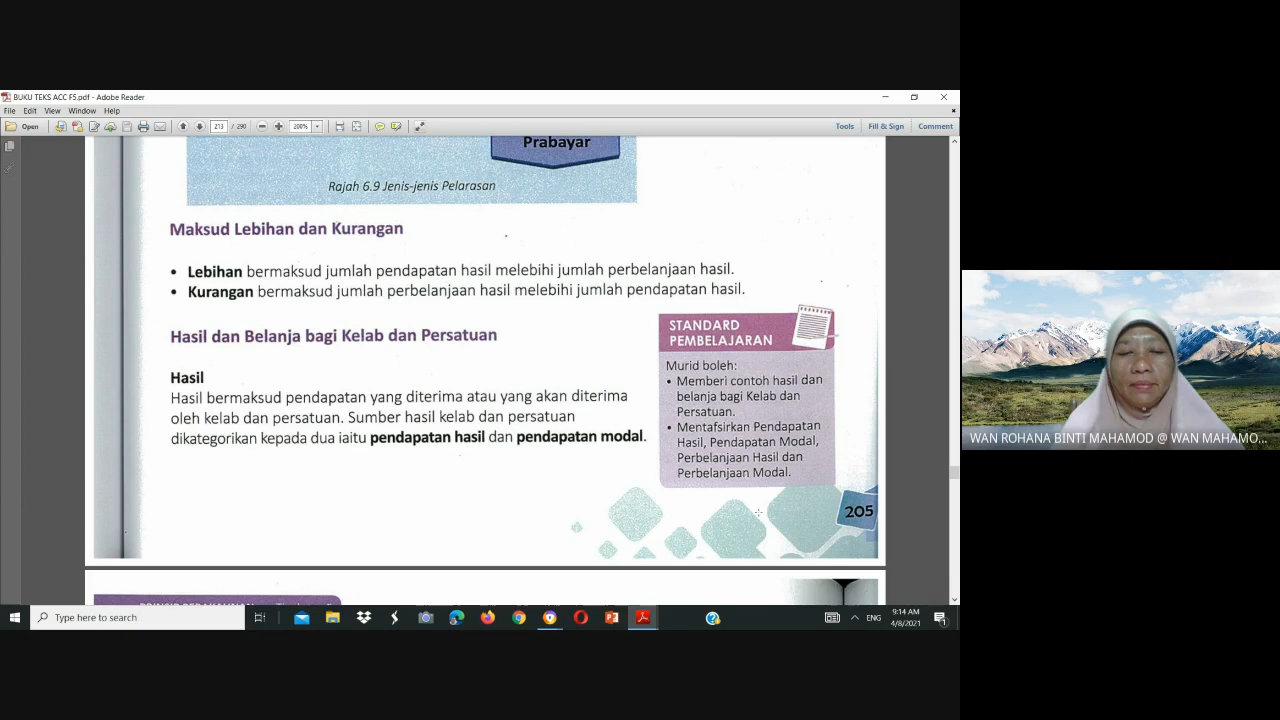 BUKU TEKS ACC F5.pdf - Adobe Reader
File Edit View Window Help
Open
213 / 290
200%
Tools Fill & Sign Comment
Prabayar
Rajah 6.9 Jenis-jenis Pelarasan
Maksud Lebihan dan Kurangan
• Lebihan bermaksud jumlah pendapatan hasil melebihi jumlah perbelanjaan hasil.
• Kurangan bermaksud jumlah perbelanjaan hasil melebihi jumlah pendapatan hasil.
Hasil dan Belanja bagi Kelab dan Persatuan
Hasil
Hasil bermaksud pendapatan yang diterima atau yang akan diterima
oleh kelab dan persatuan. Sumber hasil kelab dan persatuan
dikategorikan kepada dua iaitu pendapatan hasil dan pendapatan modal.
STANDARD
PEMBELAJARAN
Murid boleh:
• Memberi contoh hasil dan
belanja bagi Kelab dan
Persatuan.
• Mentafsirkan Pendapatan
Hasil, Pendapatan Modal,
Perbelanjaan Hasil dan
Perbelanjaan Modal.
205
WAN ROHANA BINTI MAHAMOD @ WAN MAHAMO...
Type here to search
ENG
9:14 AM
4/8/2021